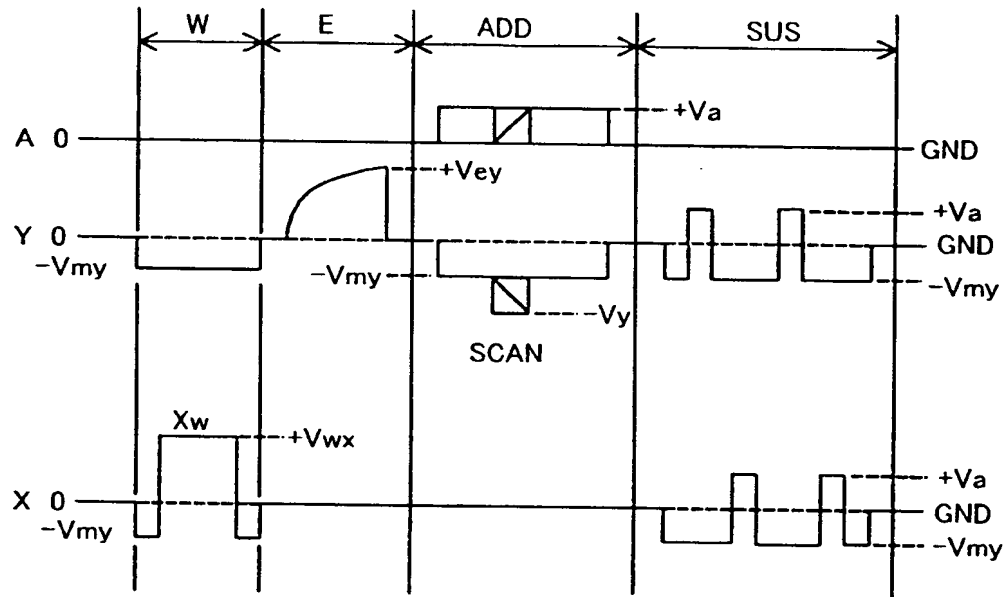 W E ADD SUS
+Va
A 0 GND
+Vey
+Va
Y 0 GND
-Vmy -Vmy -Vmy
-Vy
SCAN
Xw +Vwx
+Va
X 0 GND
-Vmy -Vmy